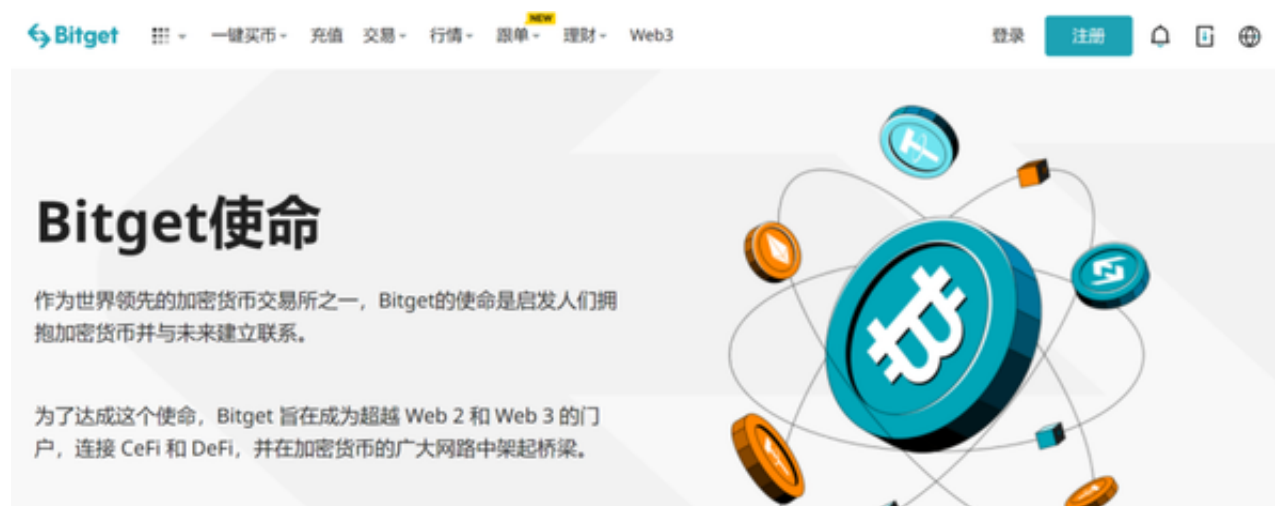 Bitget
一键买币
充值
交易
行情
跟单
NEW
理财
Web3
登录
注册
Bitget使命
作为世界领先的加密货币交易所之一，Bitget的使命是启发人们拥
抱加密货币并与未来建立联系。
为了达成这个使命，Bitget 旨在成为超越 Web 2 和 Web 3 的门
户，连接 CeFi 和 DeFi，并在加密货币的广大网路中架起桥梁。